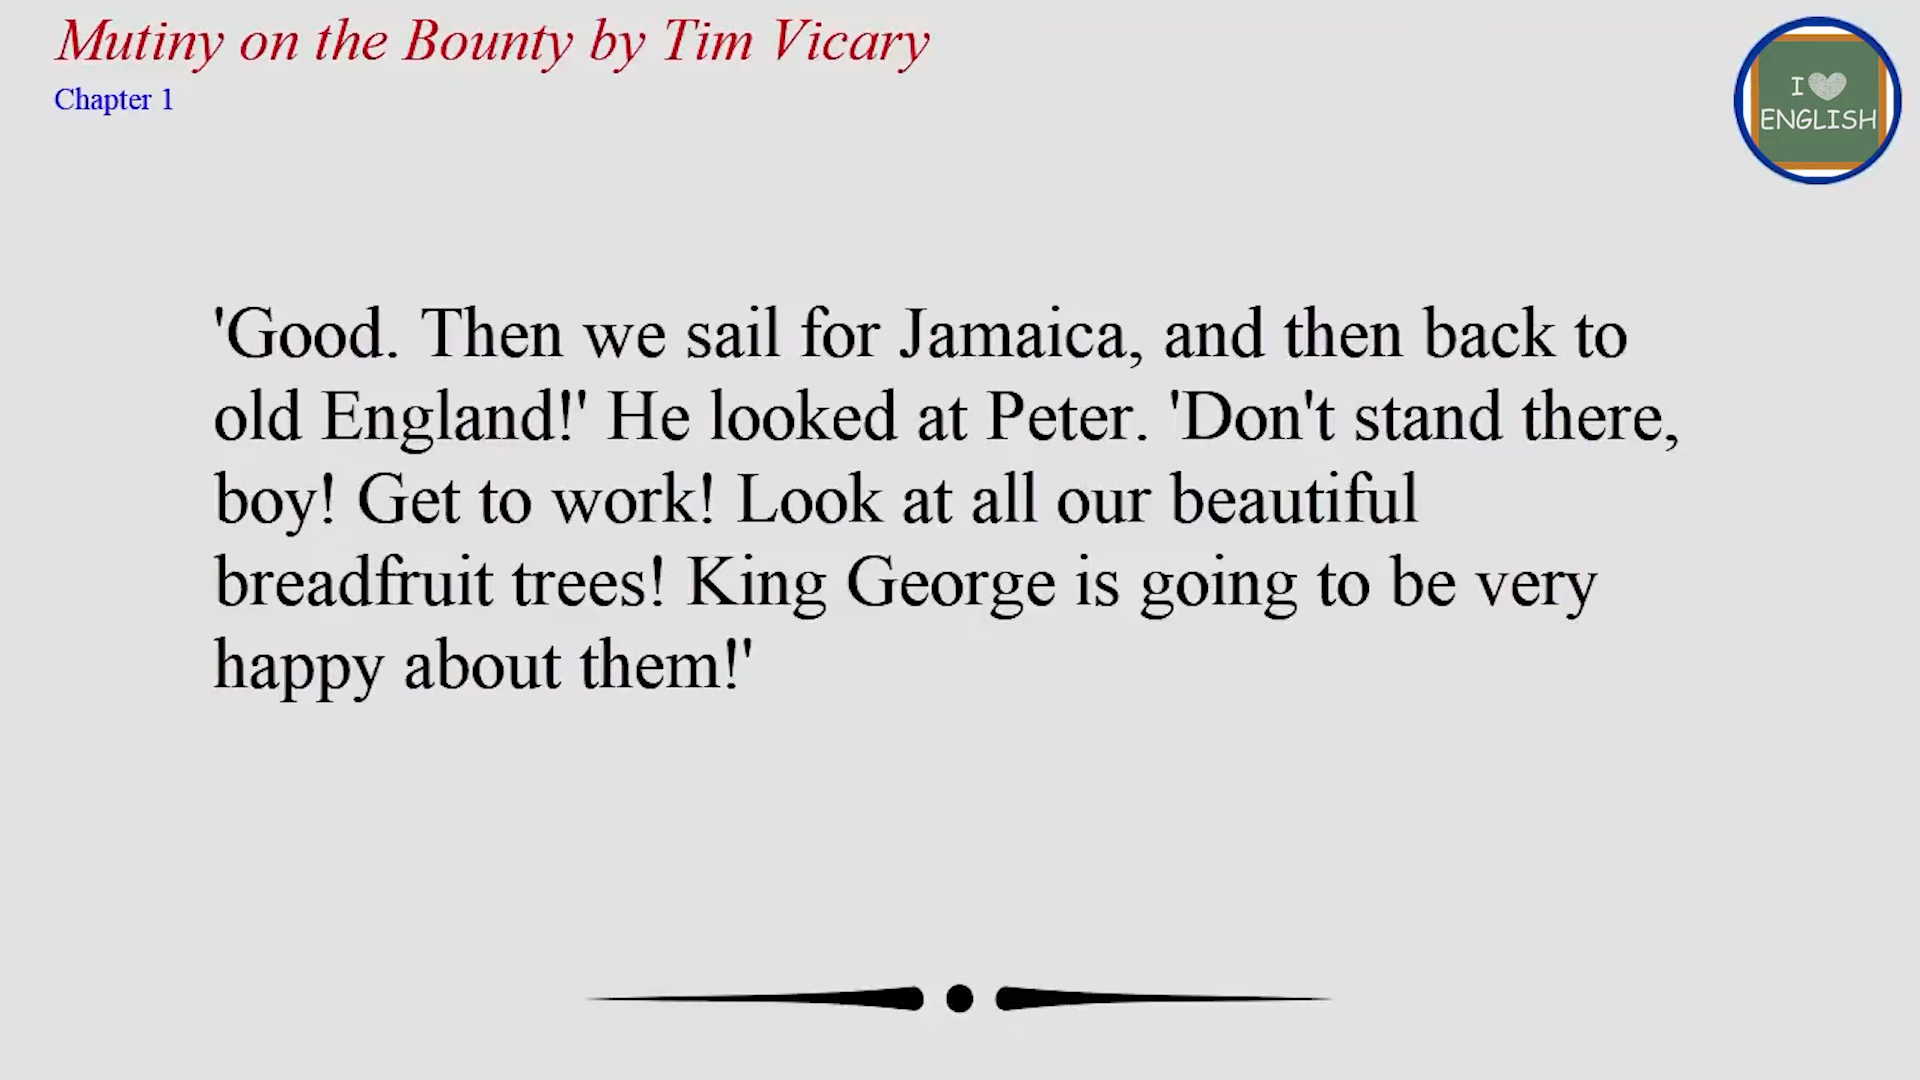 Mutiny on the Bounty by Tim Vicary
Chapter 1
I
ENGLISH
'Good. Then we sail for Jamaica, and then back to
old England!' He looked at Peter. 'Don't stand there,
boy! Get to work! Look at all our beautiful
breadfruit trees! King George is going to be very
happy about them!'